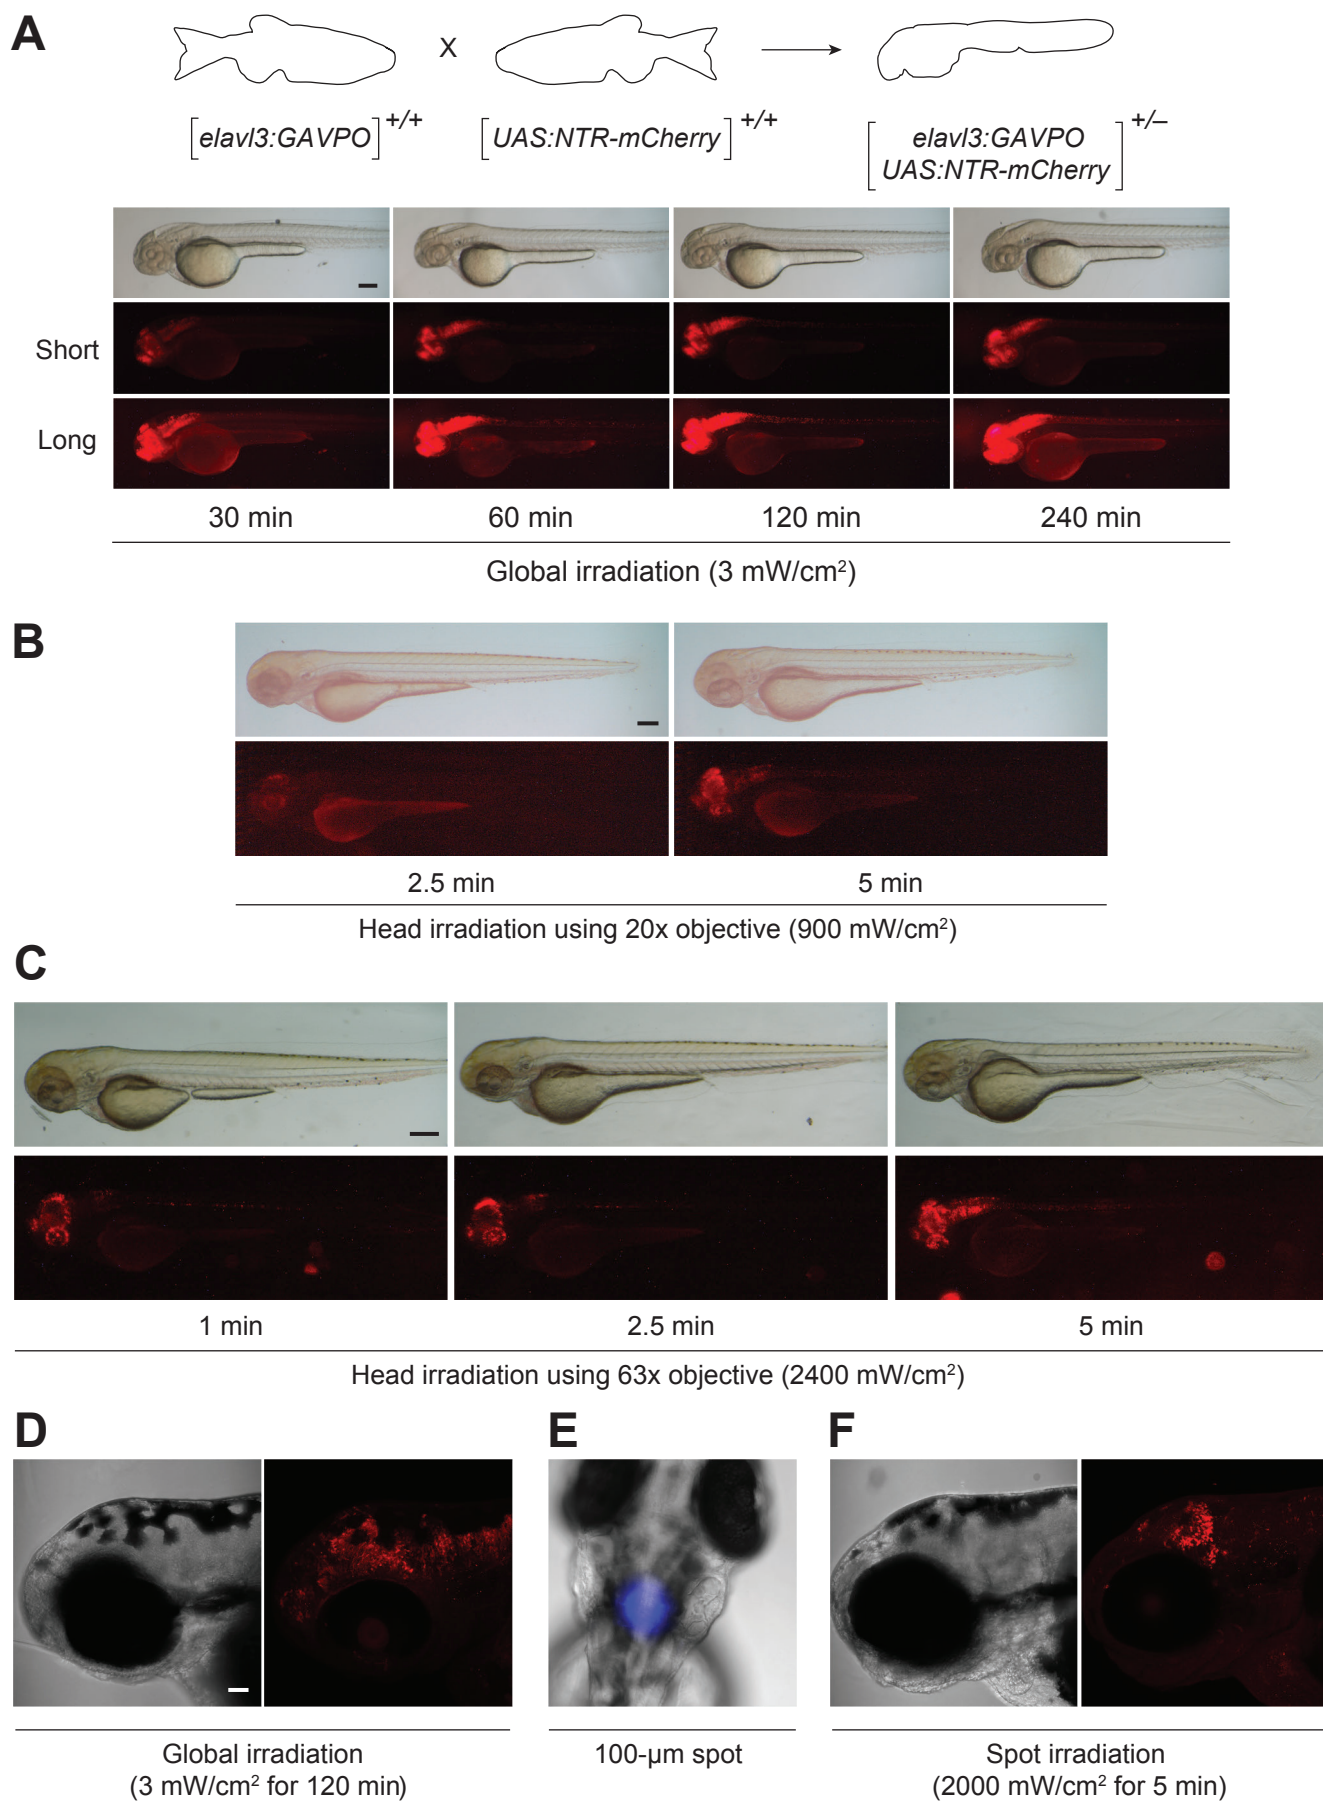 A
X
[elavl3:GAVPO]+/+
[UAS:NTR-mCherry]+/+
[elavl3:GAVPO
UAS:NTR-mCherry]+/–
Short
Long
30 min
60 min
120 min
240 min
Global irradiation (3 mW/cm²)
B
2.5 min
5 min
Head irradiation using 20x objective (900 mW/cm²)
C
1 min
2.5 min
5 min
Head irradiation using 63x objective (2400 mW/cm²)
D
E
F
Global irradiation
(3 mW/cm² for 120 min)
100-µm spot
Spot irradiation
(2000 mW/cm² for 5 min)